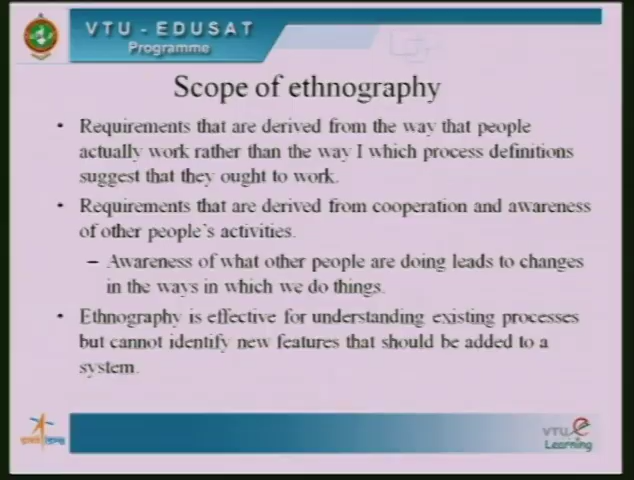 VTU - EDUSAT
Programme
Scope of ethnography
• Requirements that are derived from the way that people
actually work rather than the way I which process definitions
suggest that they ought to work.
• Requirements that are derived from cooperation and awareness
of other people's activities.
– Awareness of what other people are doing leads to changes
in the ways in which we do things.
• Ethnography is effective for understanding existing processes
but cannot identify new features that should be added to a
system.
VTU e
Learning